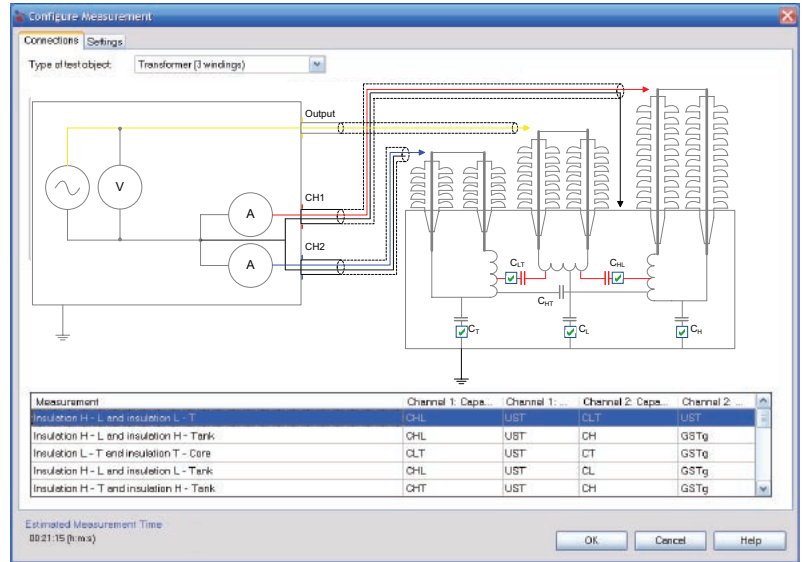 Configure Measurement
Connections Settings
Type of test object: Transformer (3 windings)
Output
V
CH1
A
CH2
A
CLT
CHL
CHT
CT
CL
CH
Measurement Channel 1: Capa... Channel 1: ... Channel 2: Capa... Channel 2: ...
Insulation H - L and insulation L - T CHL UST CLT UST
Insulation H - L and insulation H - Tank CHL UST CH GSTg
Insulation L - T and insulation T - Core CLT UST CT GSTg
Insulation H - L and insulation L - Tank CHL UST CL GSTg
Insulation H - T and insulation H - Tank CHT UST CH GSTg
Estimated Measurement Time
00:21:15 (h:m:s)
OK Cancel Help